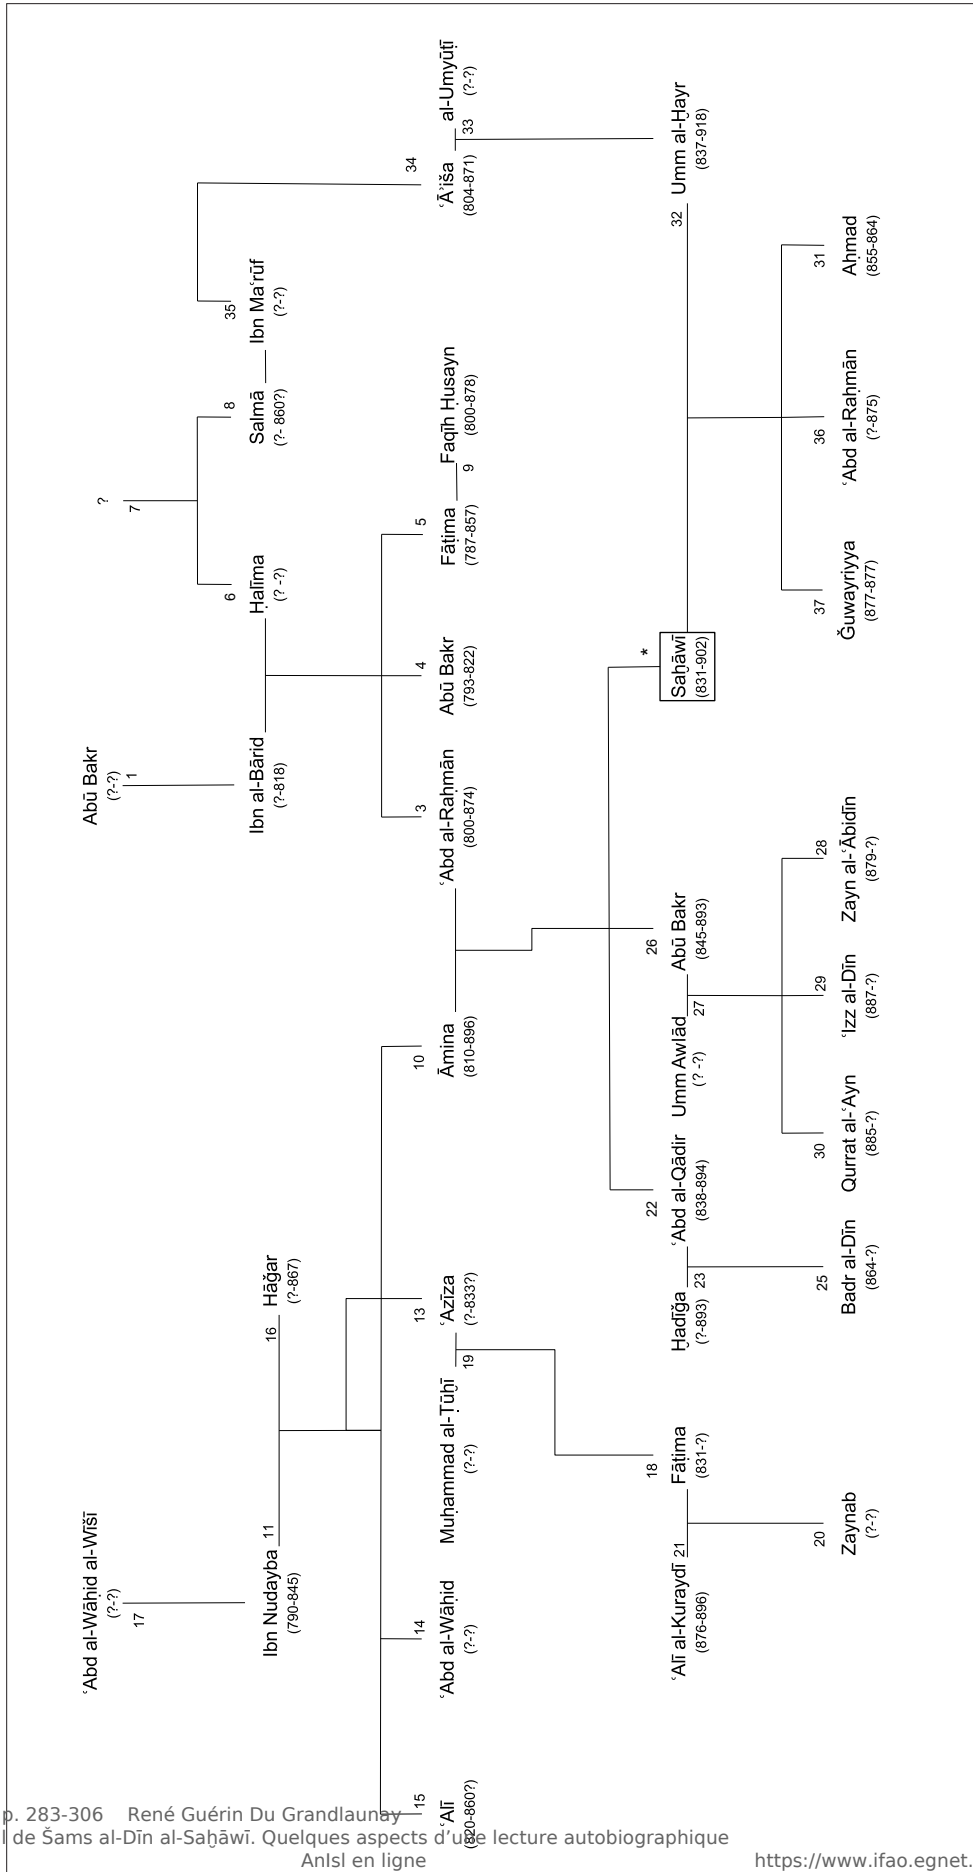 ʿAbd al-Wāḥid al-Wīšī
(?-?)
17
Abū Bakr
(?-?)
1
?
7
Ibn Nudayba
(790-845)
11
16
Hāǧar
(?-867)
Ibn al-Bārid
(?-818)
6
Ḥalīma
(? -?)
8
Salmā
(?- 860?)
35
Ibn Maʿrūf
(?-?)
15
ʿAlī
(820-860?)
14
ʿAbd al-Wāḥid
(?-?)
Muḥammad al-Ṭūḫī
(?-?)
19
13
ʿAzīza
(?-833?)
10
Āmina
(810-896)
3
ʿAbd al-Raḥmān
(800-874)
4
Abū Bakr
(793-822)
5
Fāṭima
(787-857)
9
Faqīh Ḥusayn
(800-878)
34
ʿĀʾiša
(804-871)
33
al-Umyūṭī
(?-?)
ʿAlī al-Kuraydī
(876-896)
21
18
Fāṭima
(831-?)
Ḫadīǧa
(?-893)
23
22
ʿAbd al-Qādir
(838-894)
Umm Awlād
(? -?)
27
26
Abū Bakr
(845-893)
*
Saḫāwī
(831-902)
32
Umm al-Ḫayr
(837-918)
20
Zaynab
(?-?)
25
Badr al-Dīn
(864-?)
30
Qurrat al-ʿAyn
(885-?)
29
ʿIzz al-Dīn
(887-?)
28
Zayn al-ʿĀbidīn
(879-?)
37
Ǧuwayriyya
(877-877)
36
ʿAbd al-Raḥmān
(?-875)
31
Aḥmad
(855-864)
p. 283-306 René Guérin Du Grandlaunay
l de Šams al-Dīn al-Saḫāwī. Quelques aspects d'une lecture autobiographique
AnIsl en ligne https://www.ifao.egnet.